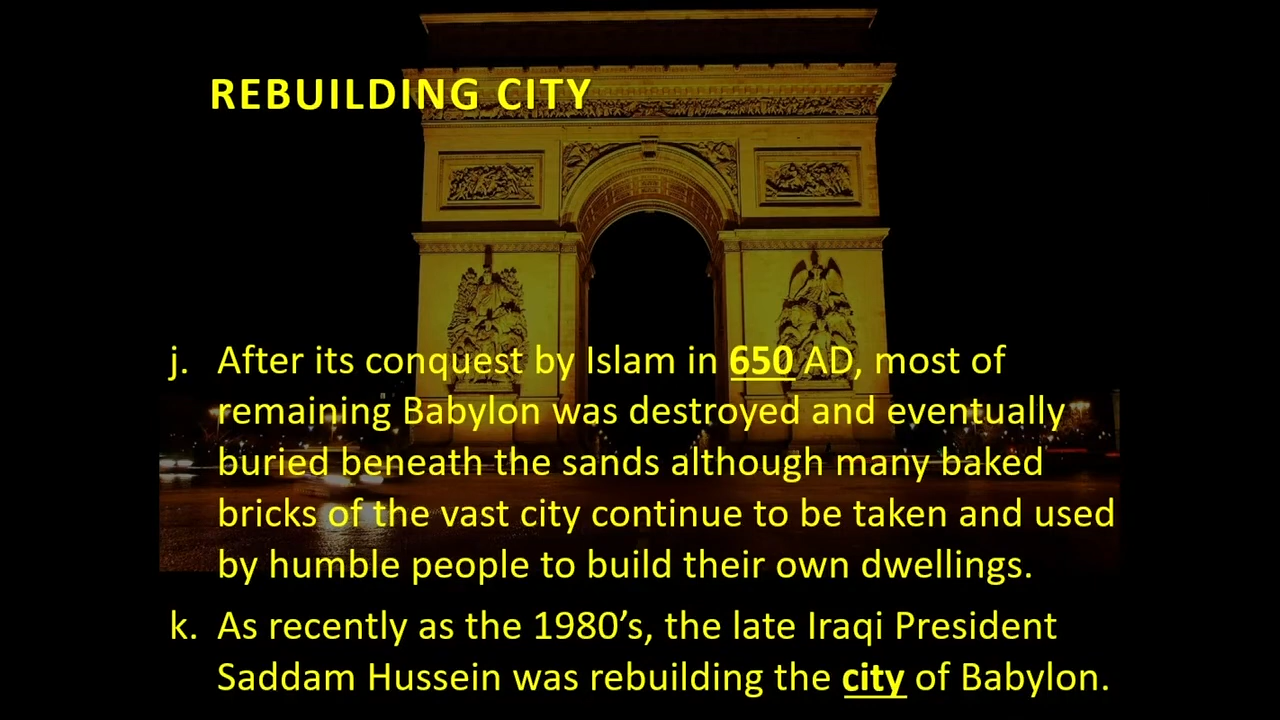 REBUILDING CITY
j. After its conquest by Islam in 650 AD, most of
remaining Babylon was destroyed and eventually
buried beneath the sands although many baked
bricks of the vast city continue to be taken and used
by humble people to build their own dwellings.
k. As recently as the 1980’s, the late Iraqi President
Saddam Hussein was rebuilding the city of Babylon.